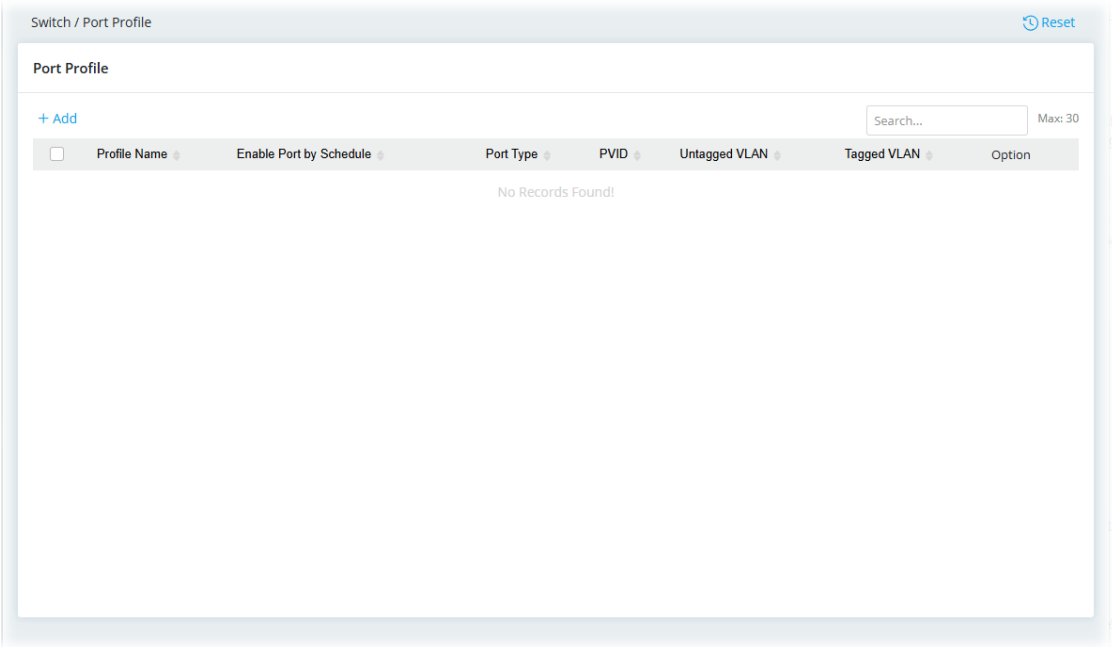 Switch / Port Profile Reset
Port Profile
+ Add Search... Max: 30
Profile Name Enable Port by Schedule Port Type PVID Untagged VLAN Tagged VLAN Option
No Records Found!